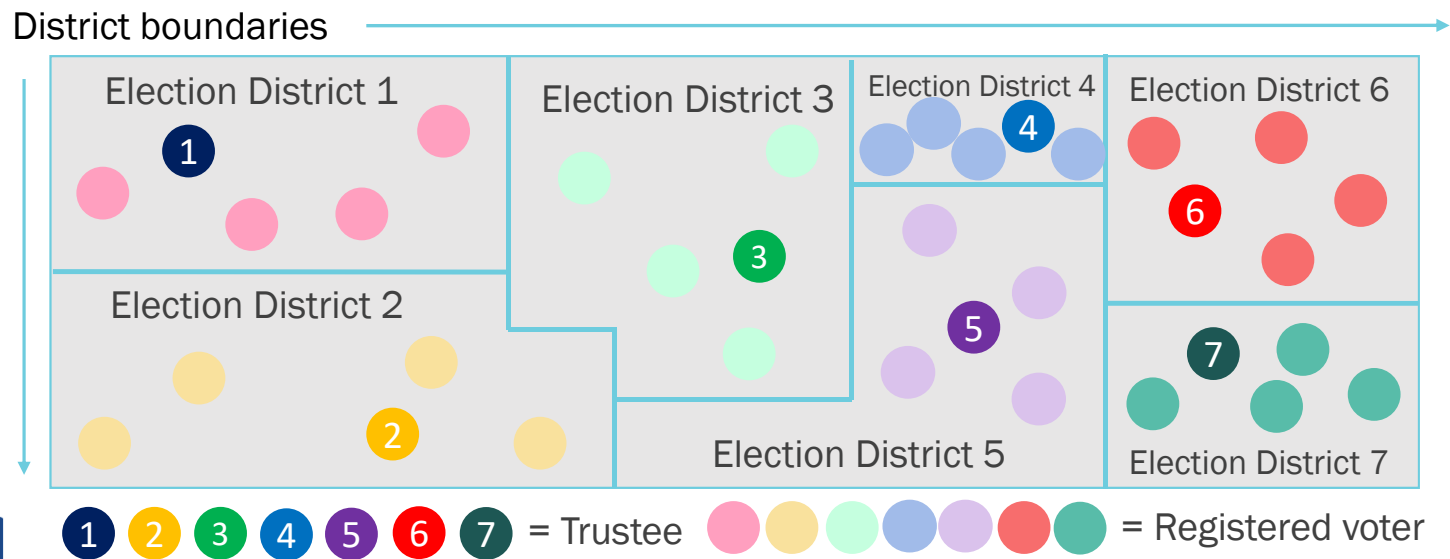 District boundaries
Election District 1
1
Election District 2
2
Election District 3
3
Election District 4
4
5
Election District 5
Election District 6
6
7
Election District 7
1 2 3 4 5 6 7 = Trustee = Registered voter